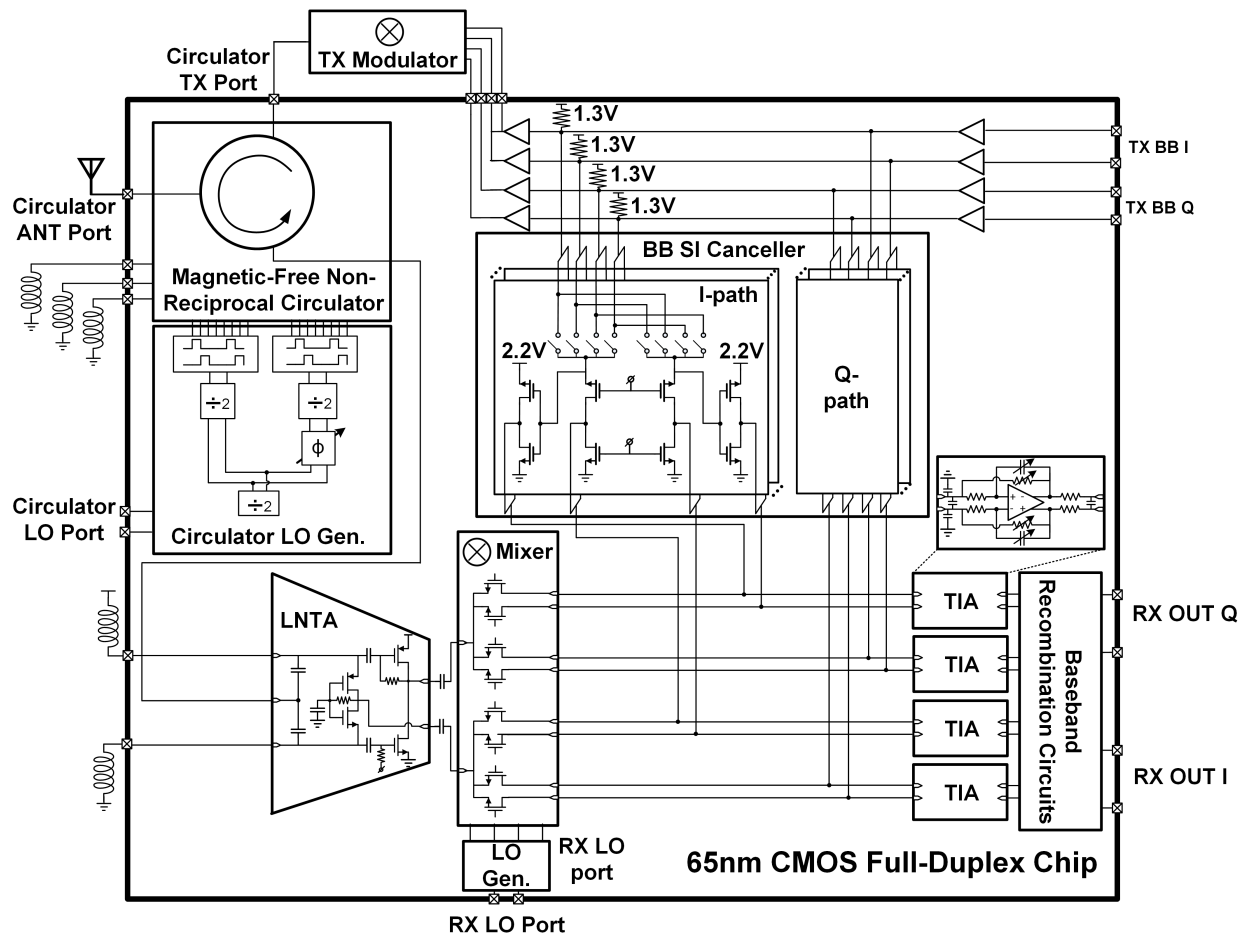 TX Modulator
Circulator
TX Port
1.3V
1.3V
1.3V
1.3V
TX BB I
TX BB Q
Circulator
ANT Port
Magnetic-Free Non-
Reciprocal Circulator
BB SI Canceller
I-path
2.2V
2.2V
Q-
path
÷2
÷2
ϕ
÷2
Circulator
LO Port
Circulator LO Gen.
Mixer
LNTA
+ +
- -
TIA
TIA
TIA
TIA
Baseband
Recombination Circuits
RX OUT Q
RX OUT I
LO
Gen.
RX LO
port
RX LO Port
65nm CMOS Full-Duplex Chip